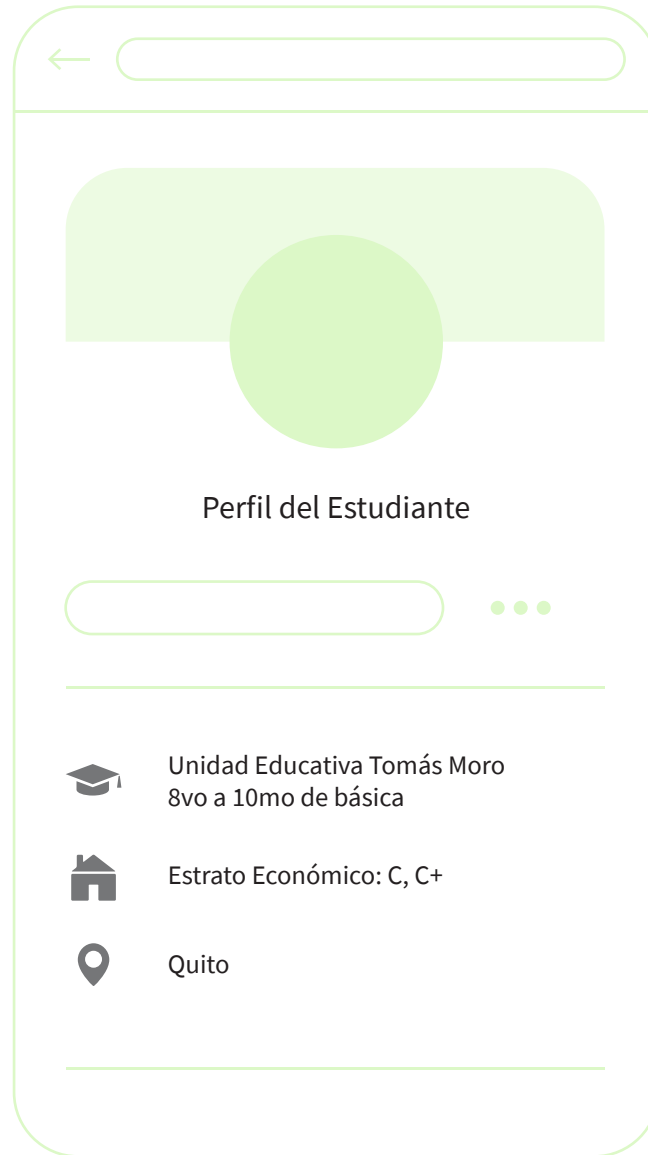 Perfil del Estudiante
Unidad Educativa Tomás Moro
8vo a 10mo de básica
Estrato Económico: C, C+
Quito